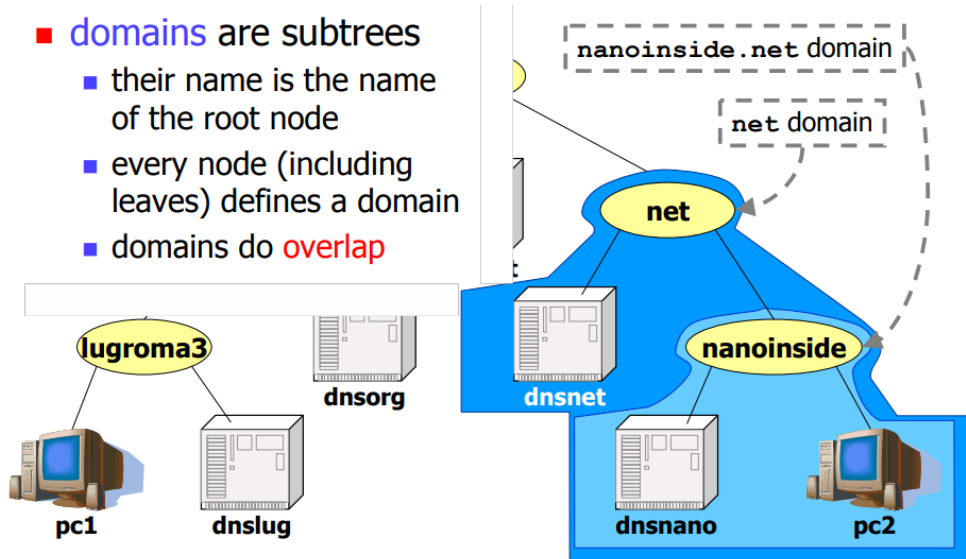 domains are subtrees
their name is the name
of the root node
every node (including
leaves) defines a domain
domains do overlap
nanoinside.net domain
net domain
net
t
lugroma3
nanoinside
dnsorg
dnsnet
pc1
dnslug
dnsnano
pc2